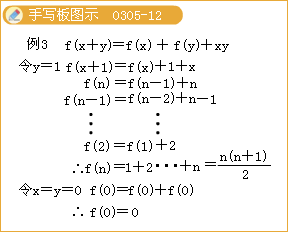 手写板图示 0305-12
例3 f(x+y)=f(x)+f(y)+xy
令y=1 f(x+1)=f(x)+1+x
f(n)=f(n-1)+n
f(n-1)=f(n-2)+n-1
⋮ ⋮
f(2)=f(1)+2
∴f(n)=1+2···+n=n(n+1)/2
令x=y=0 f(0)=f(0)+f(0)
∴ f(0)=0